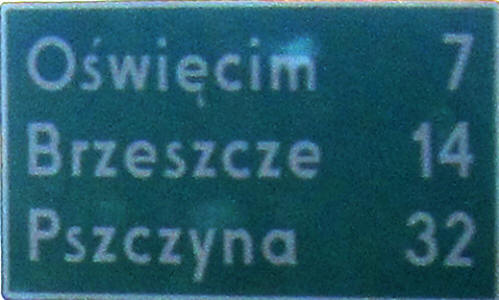 Oświęcim 7
Brzeszcze 14
Pszczyna 32